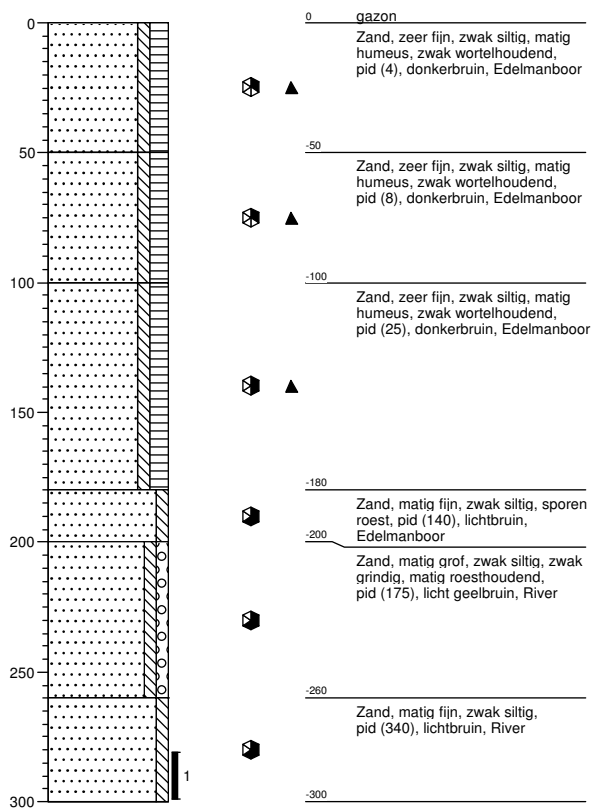 0
50
100
150
200
250
300
1
0 gazon
Zand, zeer fijn, zwak siltig, matig
humeus, zwak wortelhoudend,
pid (4), donkerbruin, Edelmanboor
-50
Zand, zeer fijn, zwak siltig, matig
humeus, zwak wortelhoudend,
pid (8), donkerbruin, Edelmanboor
-100
Zand, zeer fijn, zwak siltig, matig
humeus, zwak wortelhoudend,
pid (25), donkerbruin, Edelmanboor
-180
Zand, matig fijn, zwak siltig, sporen
roest, pid (140), lichtbruin,
Edelmanboor
-200
Zand, matig grof, zwak siltig, zwak
grindig, matig roesthoudend,
pid (175), licht geelbruin, River
-260
Zand, matig fijn, zwak siltig,
pid (340), lichtbruin, River
-300